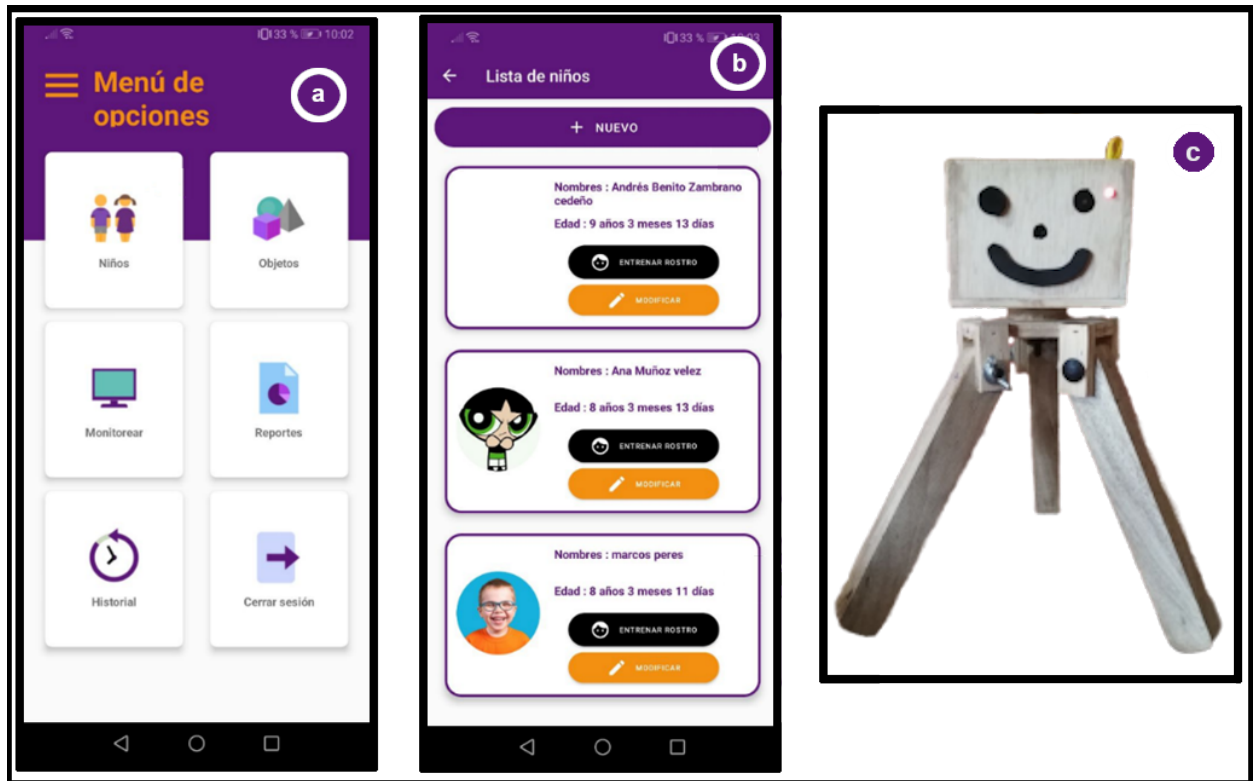 33 % 10:02
Menú de
opciones
a
Niños
Objetos
Monitorear
Reportes
Historial
Cerrar sesión
33 % 10:03
b
Lista de niños
+ NUEVO
Nombres : Andrés Benito Zambrano
cedeño
Edad : 9 años 3 meses 13 días
ENTRENAR ROSTRO
MODIFICAR
Nombres : Ana Muñoz velez
Edad : 8 años 3 meses 13 días
ENTRENAR ROSTRO
MODIFICAR
Nombres : marcos peres
Edad : 8 años 3 meses 11 días
ENTRENAR ROSTRO
MODIFICAR
c